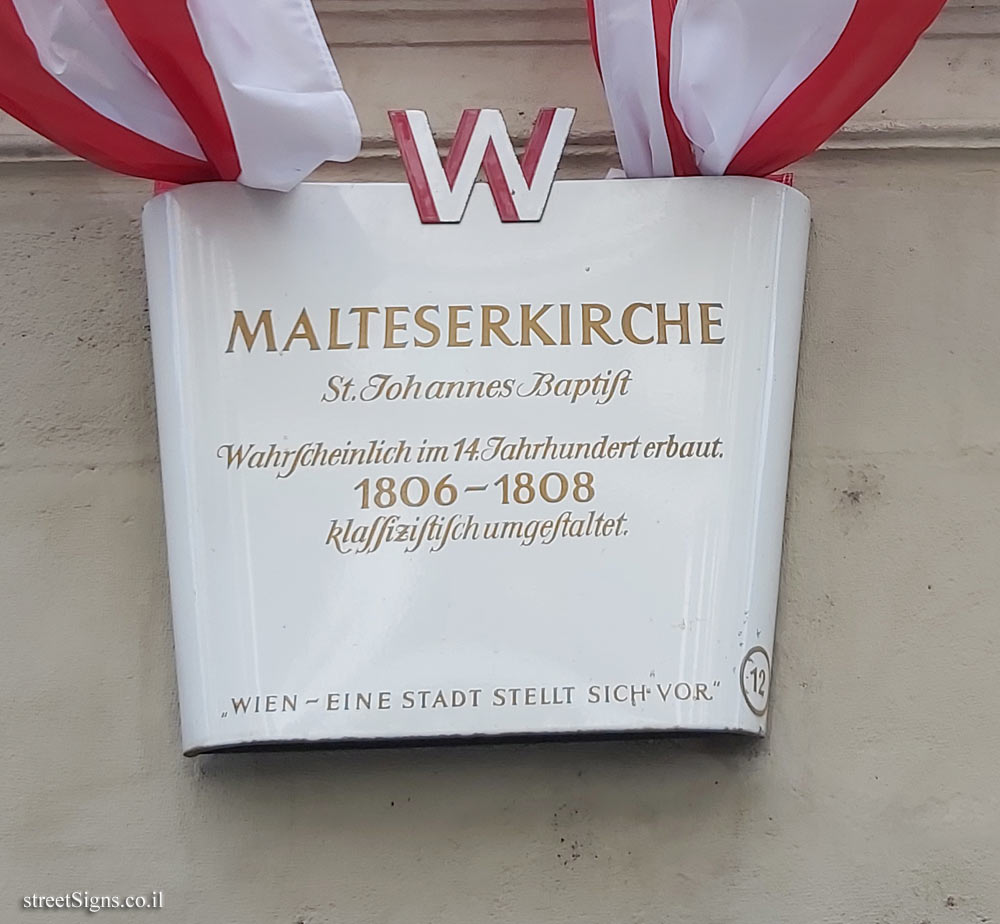 W
MALTESERKIRCHE
St. Johannes Baptiſt
Wahrſcheinlich im 14. Jahrhundert erbaut.
1806–1808
klaſſiziſtiſch umgeſtaltet.
12
„WIEN – EINE STADT STELLT SICH VOR“
streetSigns.co.il